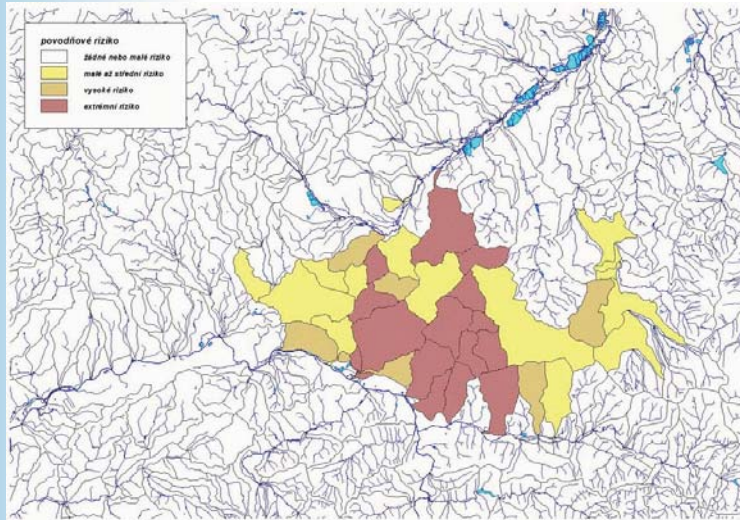 povodňové riziko
žádné nebo malé riziko
malé až střední riziko
vysoké riziko
extrémní riziko